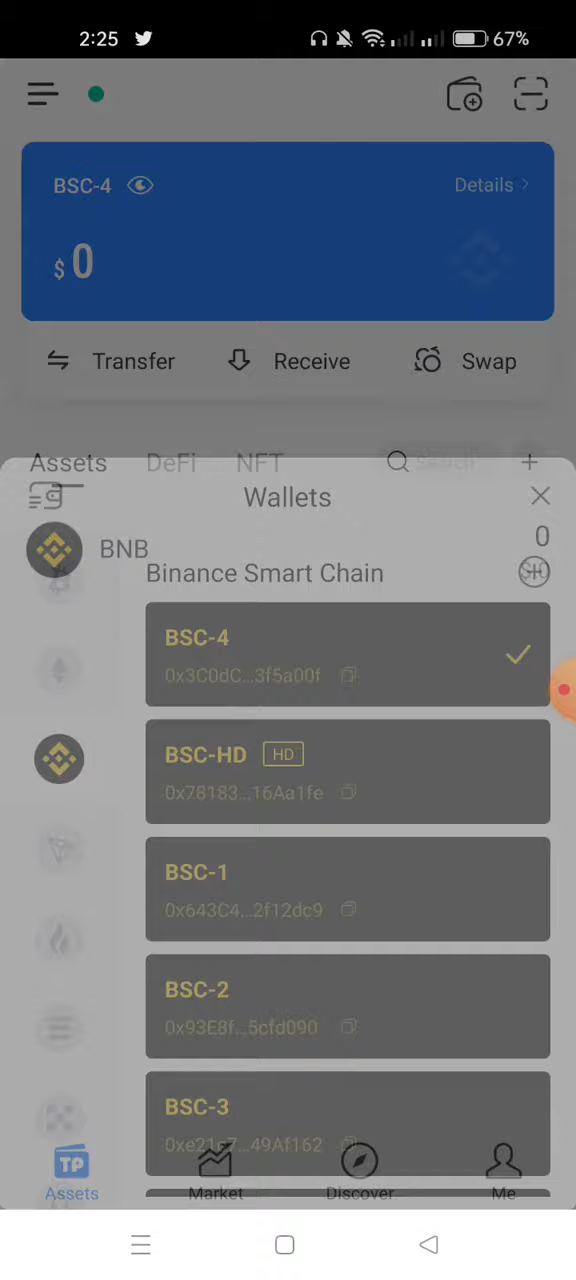 2:25
67%
BSC-4
Details >
$ 0
Transfer
Receive
Swap
Assets
DeFi
NFT
+
Wallets
BNB
0
Binance Smart Chain
BSC-4
0x3C0dC...3f5a00f
BSC-HD
HD
0x78183...16Aa1fe
BSC-1
0x643C4...2f12dc9
BSC-2
0x93E8f...5cfd090
BSC-3
49Af162
TP
Assets
Market
Discover
Me